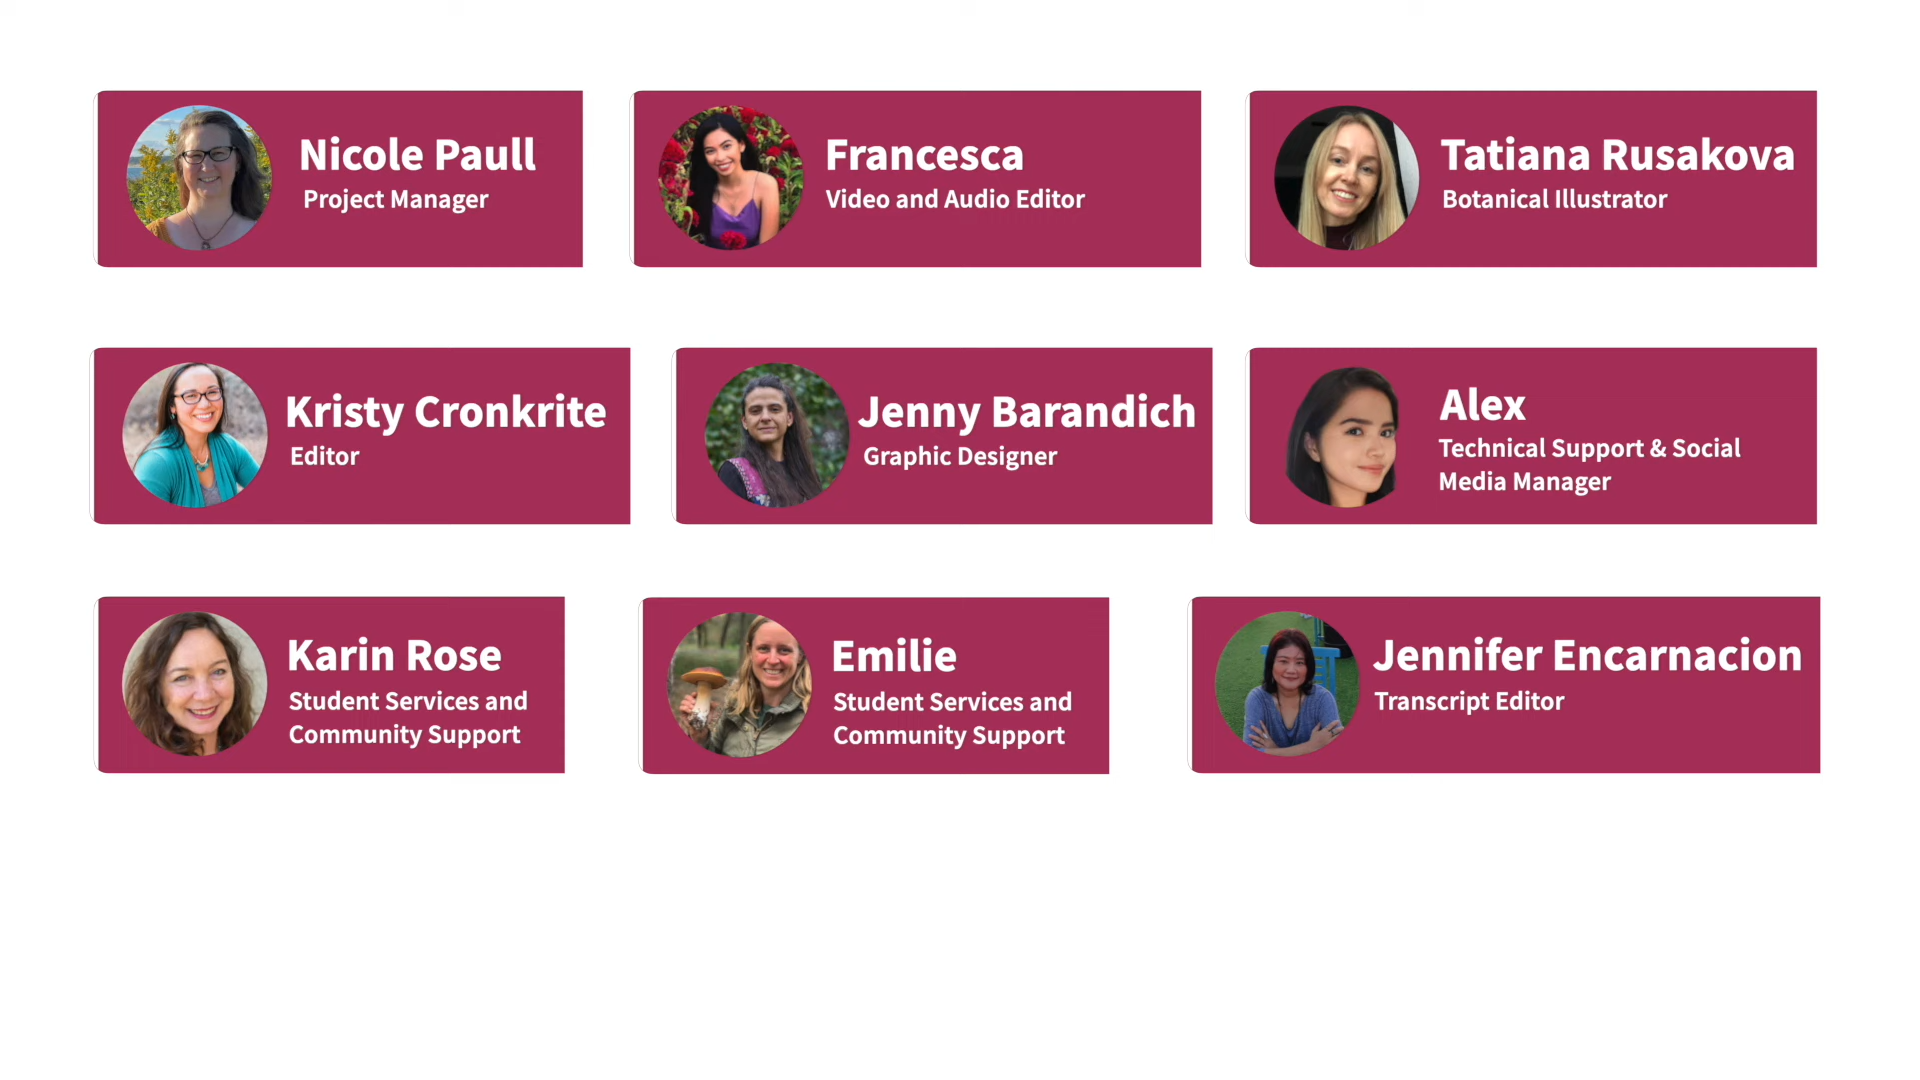 Nicole Paull
Project Manager
Francesca
Video and Audio Editor
Tatiana Rusakova
Botanical Illustrator
Kristy Cronkrite
Editor
Jenny Barandich
Graphic Designer
Alex
Technical Support & Social
Media Manager
Karin Rose
Student Services and
Community Support
Emilie
Student Services and
Community Support
Jennifer Encarnacion
Transcript Editor